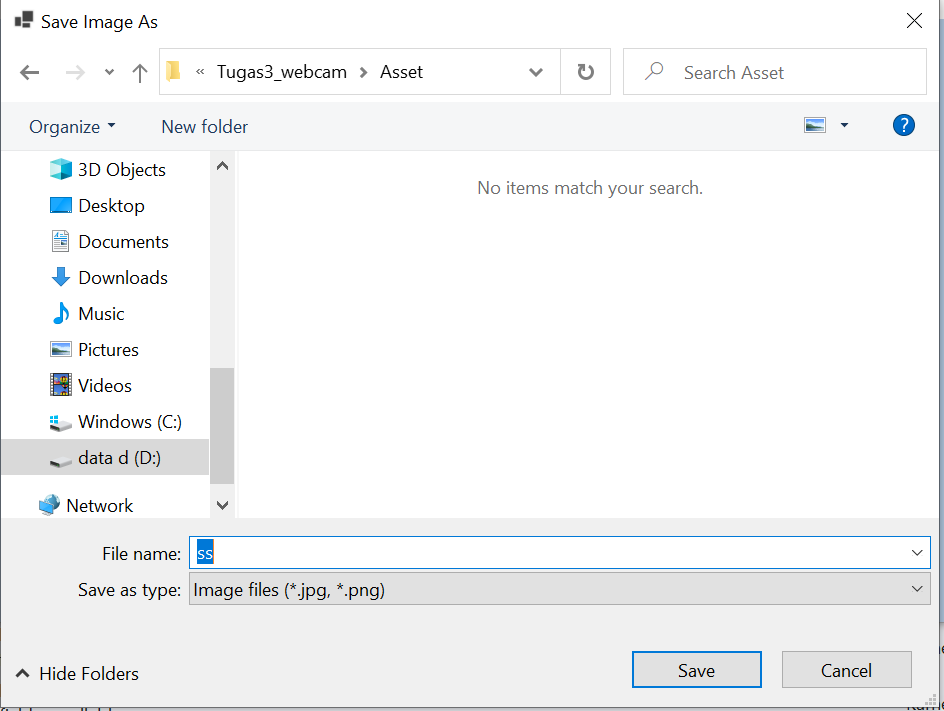 Save Image As
« Tugas3_webcam > Asset
Search Asset
Organize
New folder
?
3D Objects
Desktop
Documents
Downloads
Music
Pictures
Videos
Windows (C:)
data d (D:)
Network
No items match your search.
File name: ss
Save as type: Image files (*.jpg, *.png)
Hide Folders
Save
Cancel